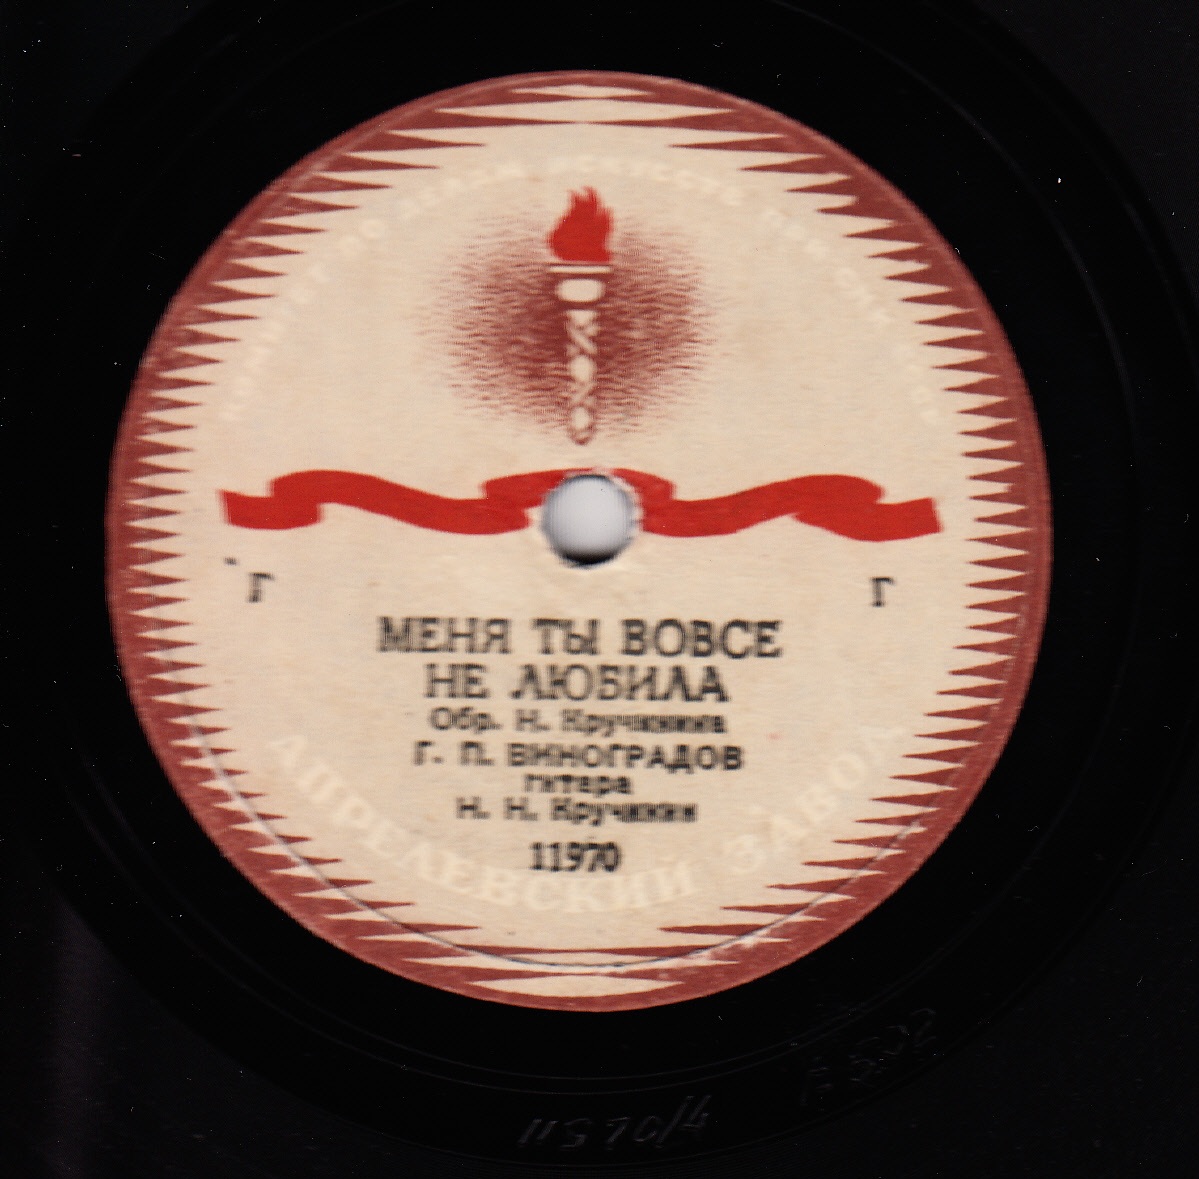 Г Г
МЕНЯ ТЫ ВОВСЕ
НЕ ЛЮБИЛА
Обр. Н. Кручинина
Г. П. ВИНОГРАДОВ
гитара
Н. Н. Кручинин
11970
АПРЕЛЕВСКИЙ ЗАВОД